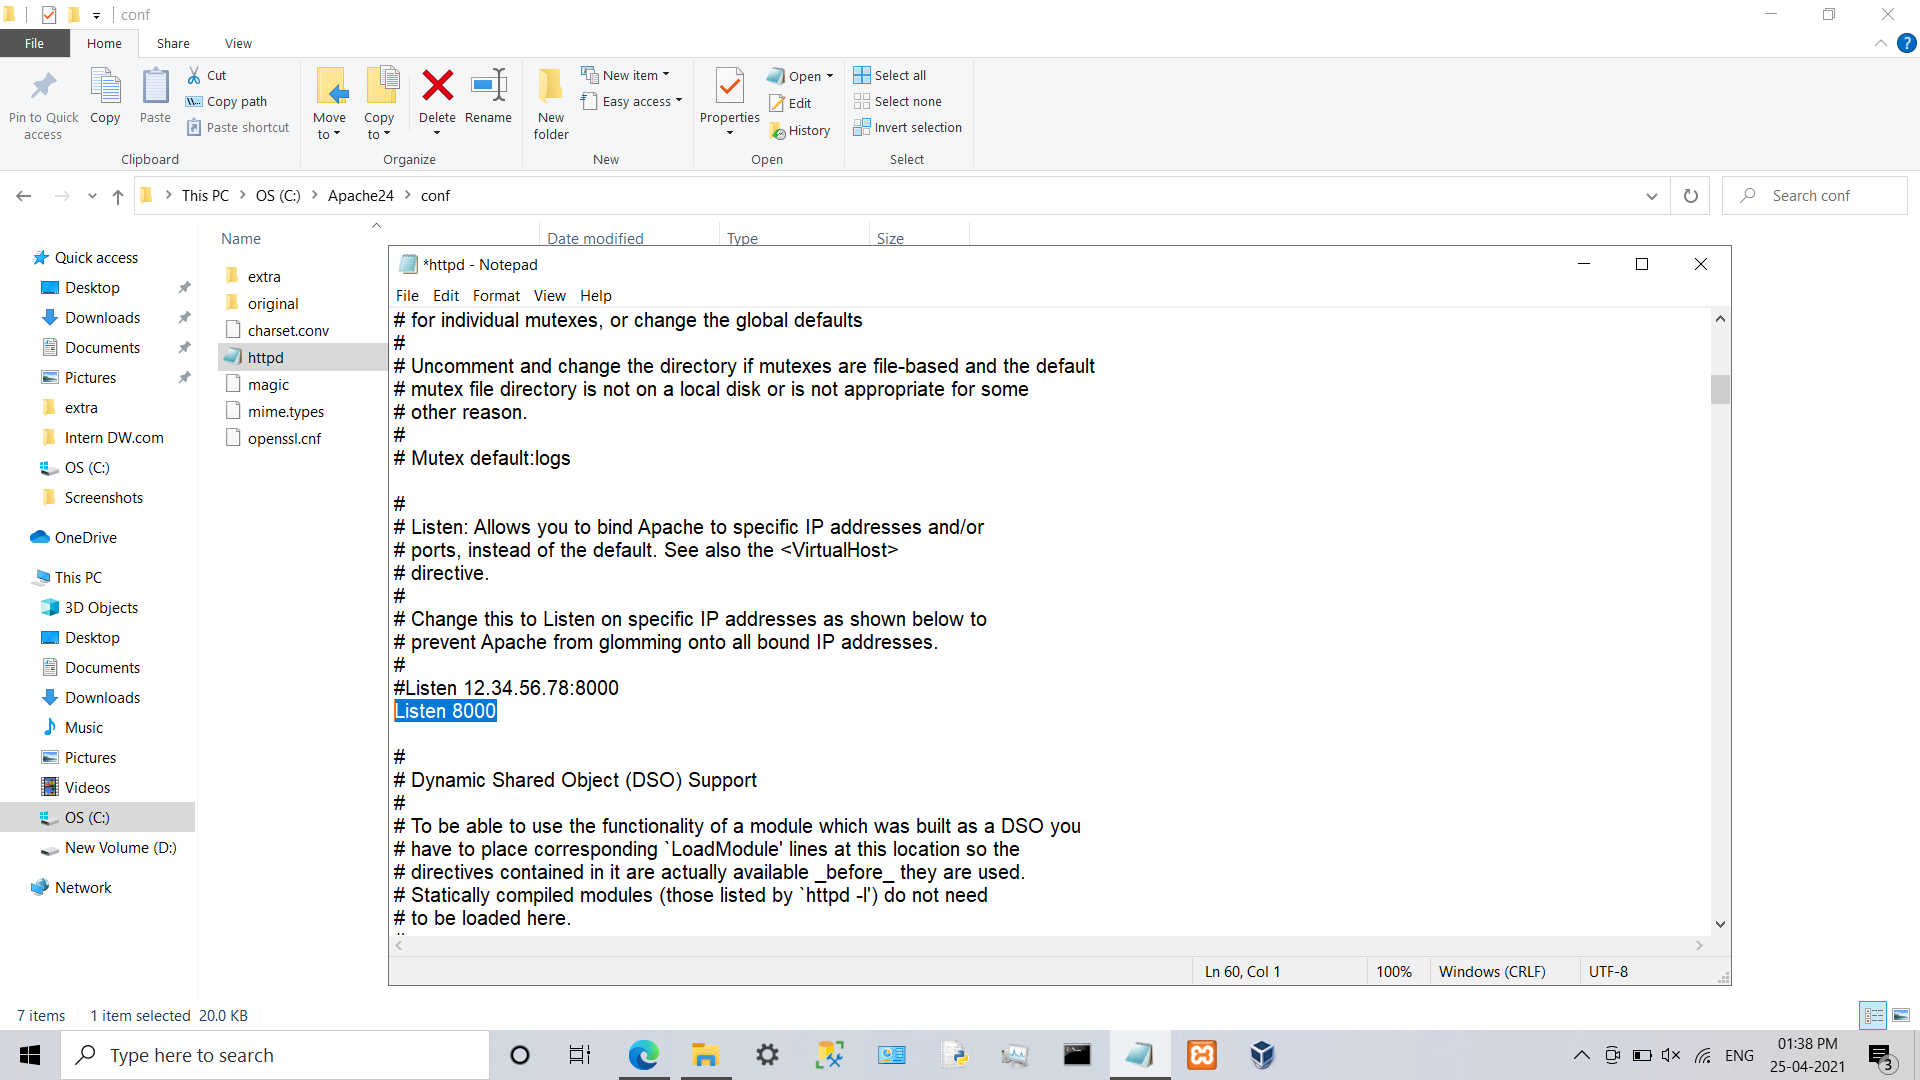 conf
File
Home
Share
View
Pin to Quick access
Copy
Paste
Cut
Copy path
Paste shortcut
Clipboard
Move to
Copy to
Delete
Rename
Organize
New folder
New item
Easy access
New
Properties
Open
Edit
History
Open
Select all
Select none
Invert selection
Select
This PC > OS (C:) > Apache24 > conf
Search conf
Name
Date modified
Type
Size
Quick access
Desktop
Downloads
Documents
Pictures
extra
Intern DW.com
OS (C:)
Screenshots
OneDrive
This PC
3D Objects
Desktop
Documents
Downloads
Music
Pictures
Videos
OS (C:)
New Volume (D:)
Network
extra
original
charset.conv
httpd
magic
mime.types
openssl.cnf
*httpd - Notepad
File Edit Format View Help
# for individual mutexes, or change the global defaults
#
# Uncomment and change the directory if mutexes are file-based and the default
# mutex file directory is not on a local disk or is not appropriate for some
# other reason.
#
# Mutex default:logs
#
# Listen: Allows you to bind Apache to specific IP addresses and/or
# ports, instead of the default. See also the <VirtualHost>
# directive.
#
# Change this to Listen on specific IP addresses as shown below to
# prevent Apache from glomming onto all bound IP addresses.
#
#Listen 12.34.56.78:8000
Listen 8000
#
# Dynamic Shared Object (DSO) Support
#
# To be able to use the functionality of a module which was built as a DSO you
# have to place corresponding `LoadModule' lines at this location so the
# directives contained in it are actually available _before_ they are used.
# Statically compiled modules (those listed by `httpd -l') do not need
# to be loaded here.
Ln 60, Col 1
100%
Windows (CRLF)
UTF-8
7 items
1 item selected 20.0 KB
Type here to search
ENG
01:38 PM
25-04-2021
3